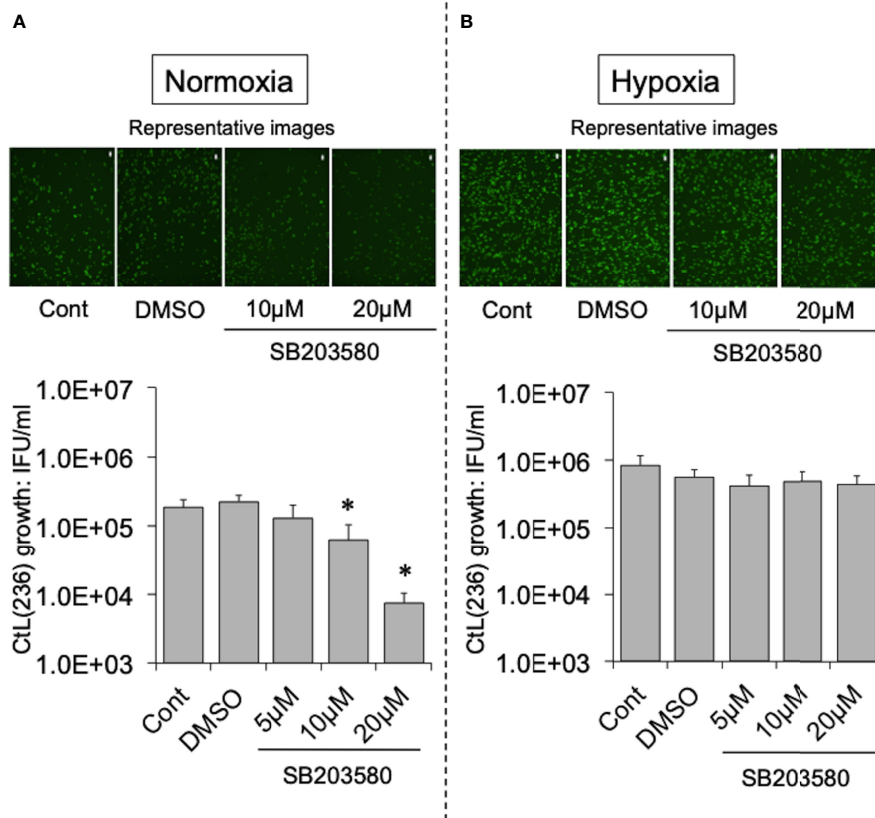 A
Normoxia
Representative images
Cont DMSO 10μM 20μM
SB203580
CtL(236) growth: IFU/ml
1.0E+07
1.0E+06
1.0E+05
1.0E+04
1.0E+03
*
*
Cont DMSO 5μM 10μM 20μM
SB203580
B
Hypoxia
Representative images
Cont DMSO 10μM 20μM
SB203580
CtL(236) growth: IFU/ml
1.0E+07
1.0E+06
1.0E+05
1.0E+04
1.0E+03
Cont DMSO 5μM 10μM 20μM
SB203580